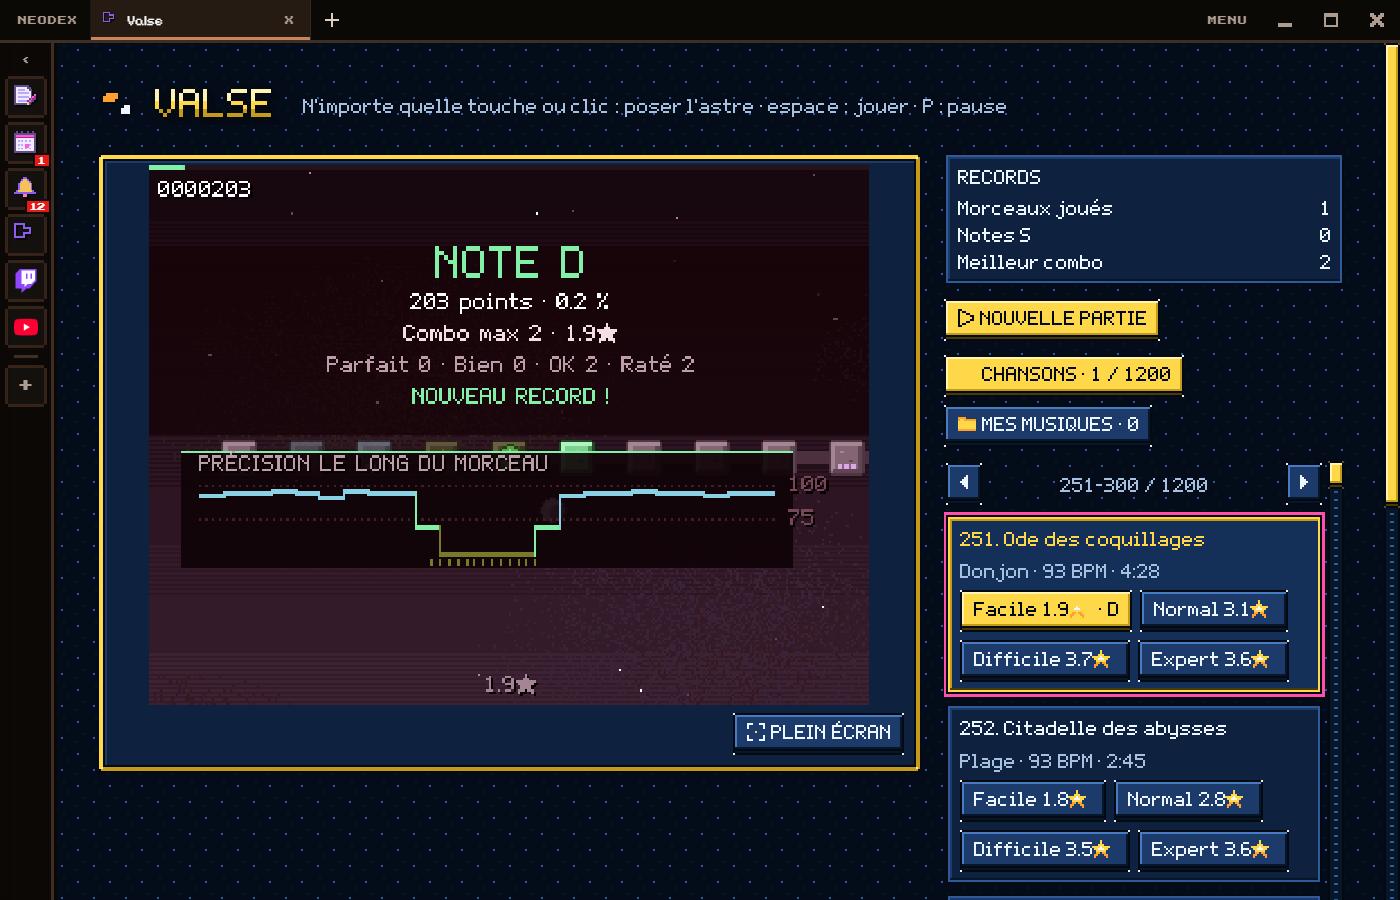 NEODEX
Valse
MENU
1
12
VALSE
N'importe quelle touche ou clic : poser l'astre · espace : jouer · P : pause
0000203
NOTE D
203 points · 0.2 %
Combo max 2 · 1.9★
Parfait 0 · Bien 0 · OK 2 · Raté 2
NOUVEAU RECORD !
PRÉCISION LE LONG DU MORCEAU
100
75
1.9★
PLEIN ÉCRAN
RECORDS
Morceaux joués 1
Notes S 0
Meilleur combo 2
NOUVELLE PARTIE
CHANSONS · 1 / 1200
MES MUSIQUES · 0
251-300 / 1200
251. Ode des coquillages
Donjon · 93 BPM · 4:28
Facile 1.9⭐ · D
Normal 3.1⭐
Difficile 3.7⭐
Expert 3.6⭐
252. Citadelle des abysses
Plage · 93 BPM · 2:45
Facile 1.8⭐
Normal 2.8⭐
Difficile 3.5⭐
Expert 3.6⭐